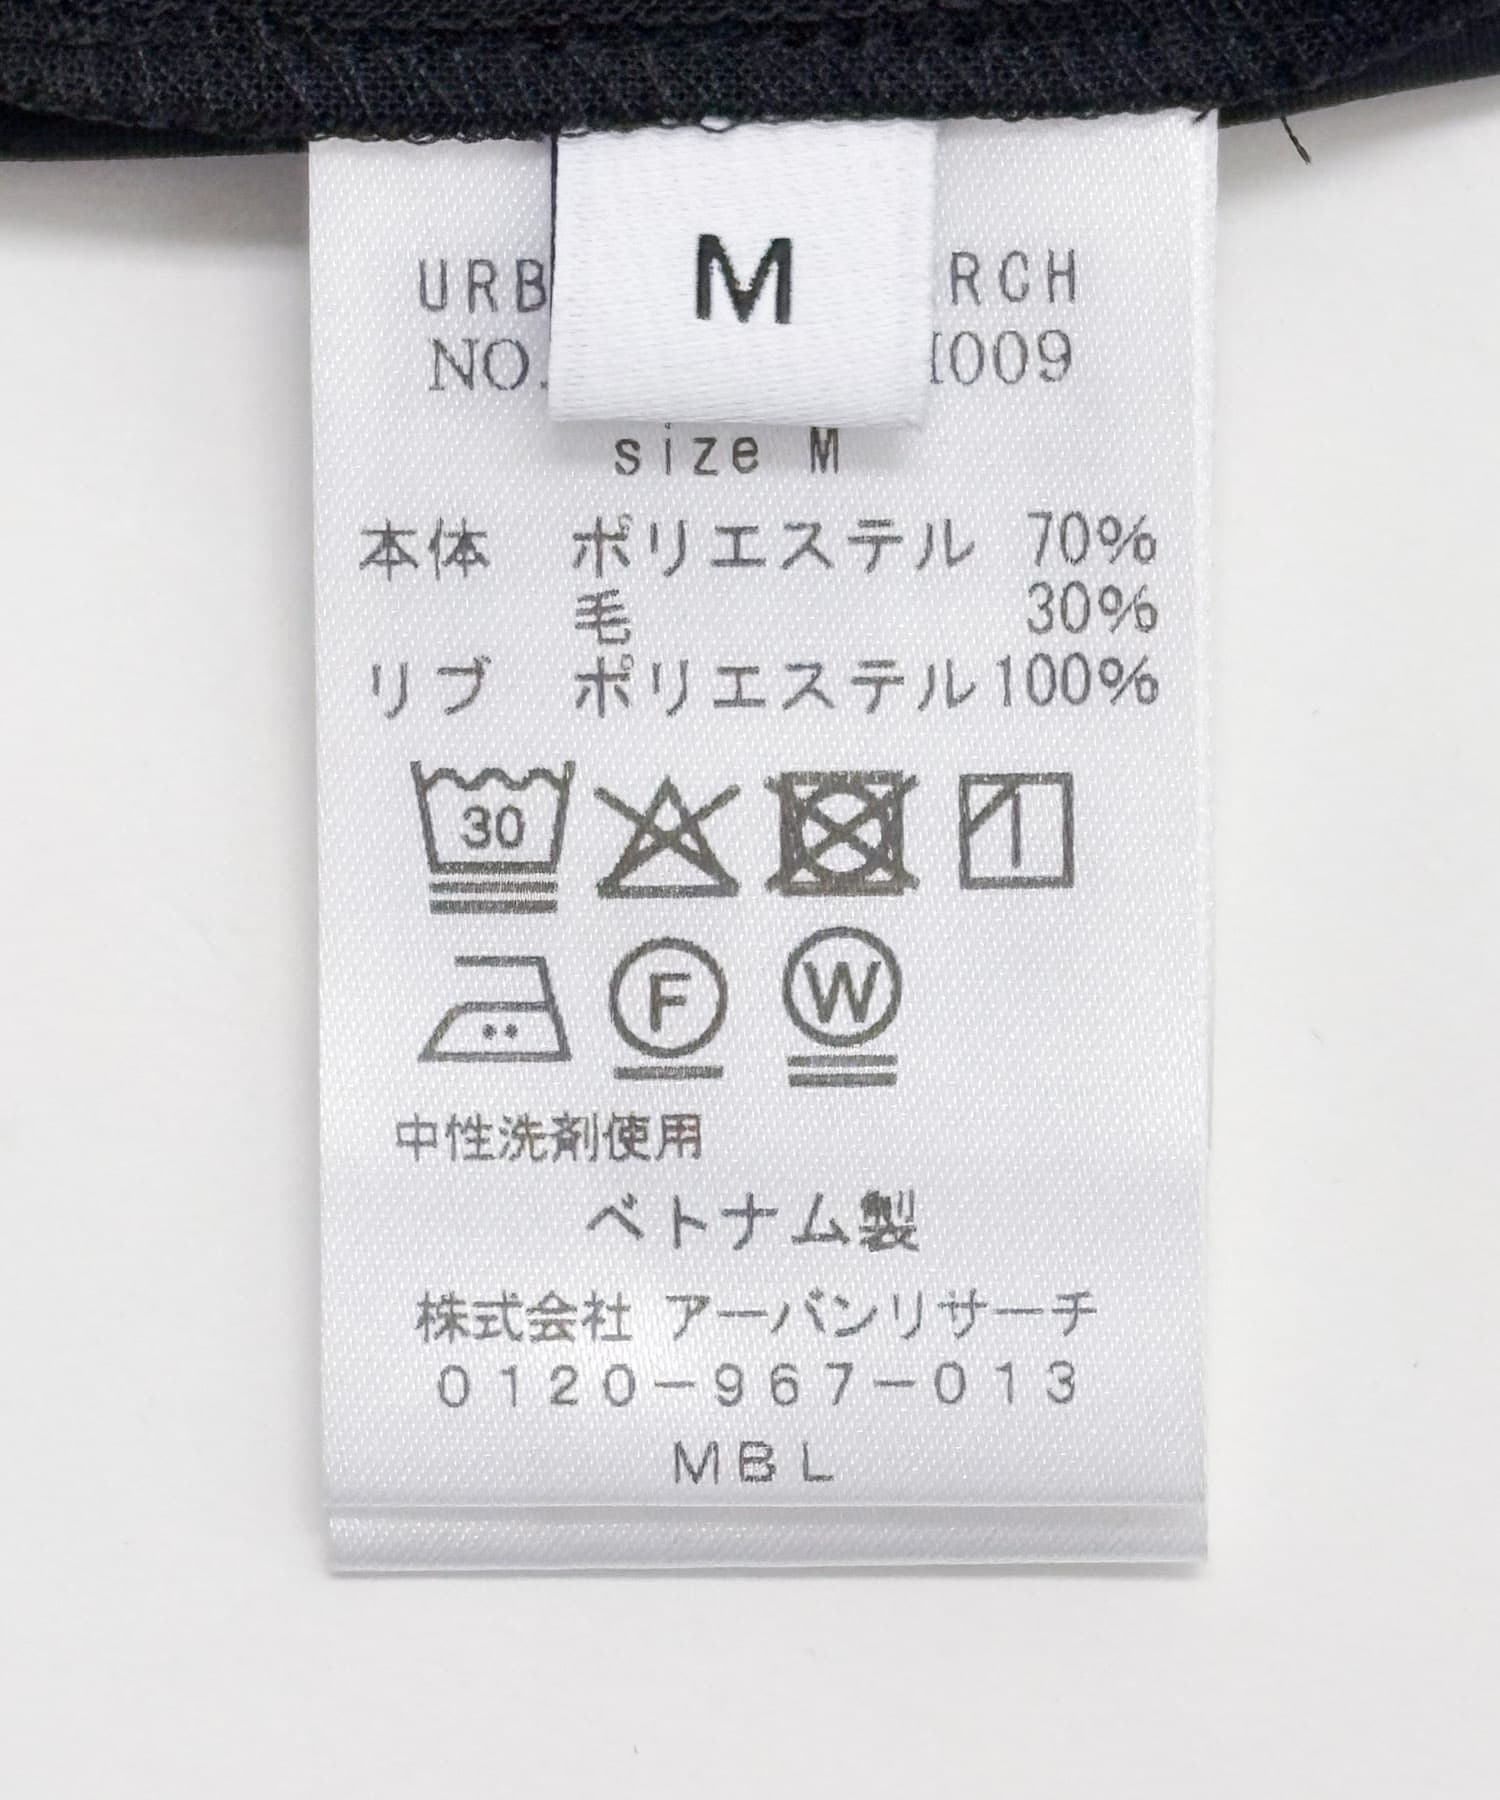 M
URB RCH
NO. 009
size M
本体 ポリエステル 70%
毛 30%
リブ ポリエステル100%
30
F W
中性洗剤使用
ベトナム製
株式会社 アーバンリサーチ
0120-967-013
MBL